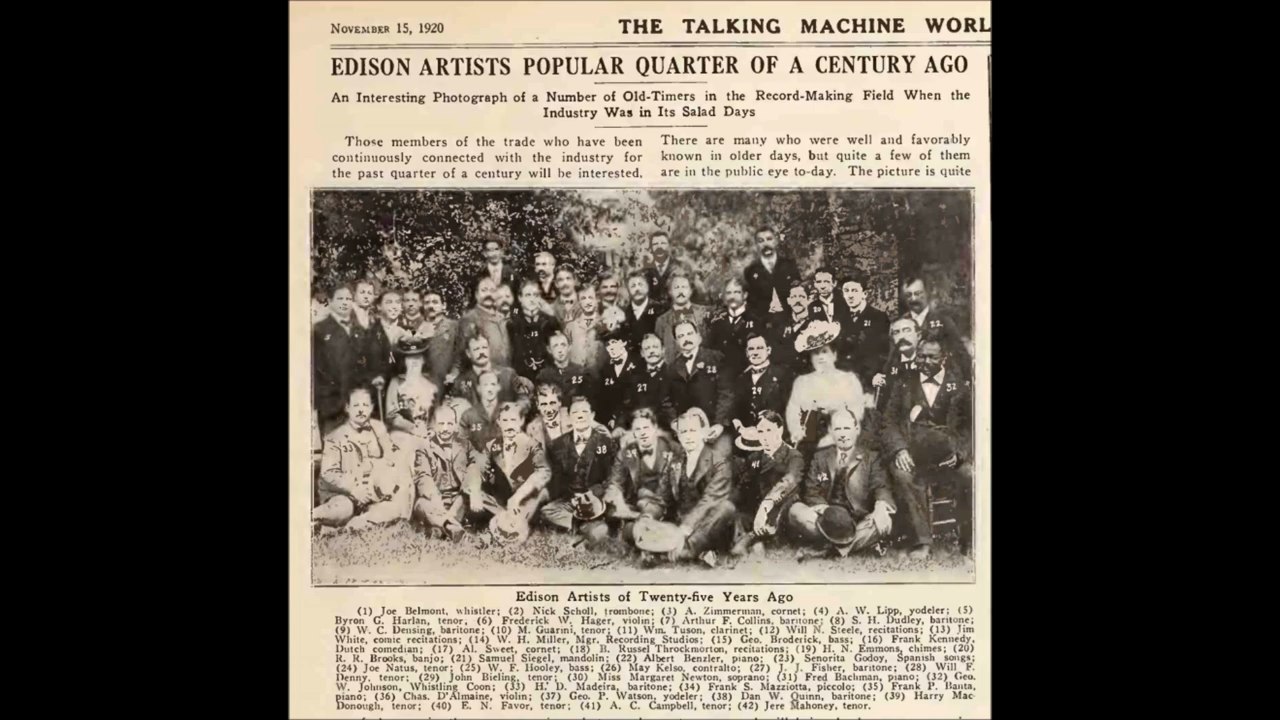 NOVEMBER 15, 1920
THE TALKING MACHINE WORL
EDISON ARTISTS POPULAR QUARTER OF A CENTURY AGO
An Interesting Photograph of a Number of Old-Timers in the Record-Making Field When the
Industry Was in Its Salad Days
Those members of the trade who have been
continuously connected with the industry for
the past quarter of a century will be interested,
There are many who were well and favorably
known in older days, but quite a few of them
are in the public eye to-day. The picture is quite
Edison Artists of Twenty-five Years Ago
(1) Joe Belmont, whistler; (2) Nick Scholl, trombone; (3) A. Zimmerman, cornet; (4) A. W. Lipp, yodeler; (5)
Byron G. Harlan, tenor, (6) Frederick W. Hager, violin; (7) Arthur F. Collins, baritone; (8) S. H. Dudley, baritone;
(9) W. C. Densing, baritone; (10) M. Guarini, tenor; (11) Wm. Tuson, clarinet; (12) Will N. Steele, recitations; (13) Jim
White, comic recitations; (14) W. H. Miller, Mgr. Recording Studios; (15) Geo. Broderick, bass; (16) Frank Kennedy,
Dutch comedian; (17) Al. Sweet, cornet; (18) B. Russel Throckmorton, recitations; (19) H. N. Emmons, chimes; (20)
R. R. Brooks, banjo; (21) Samuel Siegel, mandolin; (22) Albert Benzler, piano; (23) Senorita Godoy, Spanish songs;
(24) Joe Natus, tenor; (25) W. F. Hooley, bass; (26) May Kelso, contralto; (27) J. J. Fisher, baritone; (28) Will F.
Denny, tenor; (29) John Bieling, tenor; (30) Miss Margaret Newton, soprano; (31) Fred Bachman, piano; (32) Geo.
W. Johnson, Whistling Coon; (33) H. D. Madeira, baritone; (34) Frank S. Mazziotta, piccolo; (35) Frank P. Banta,
piano; (36) Chas. D'Almaine, violin; (37) Geo. P. Watson, yodeler; (38) Dan W. Quinn, baritone; (39) Harry Mac-
Donough, tenor; (40) E. N. Favor, tenor; (41) A. C. Campbell, tenor; (42) Jere Mahoney, tenor.